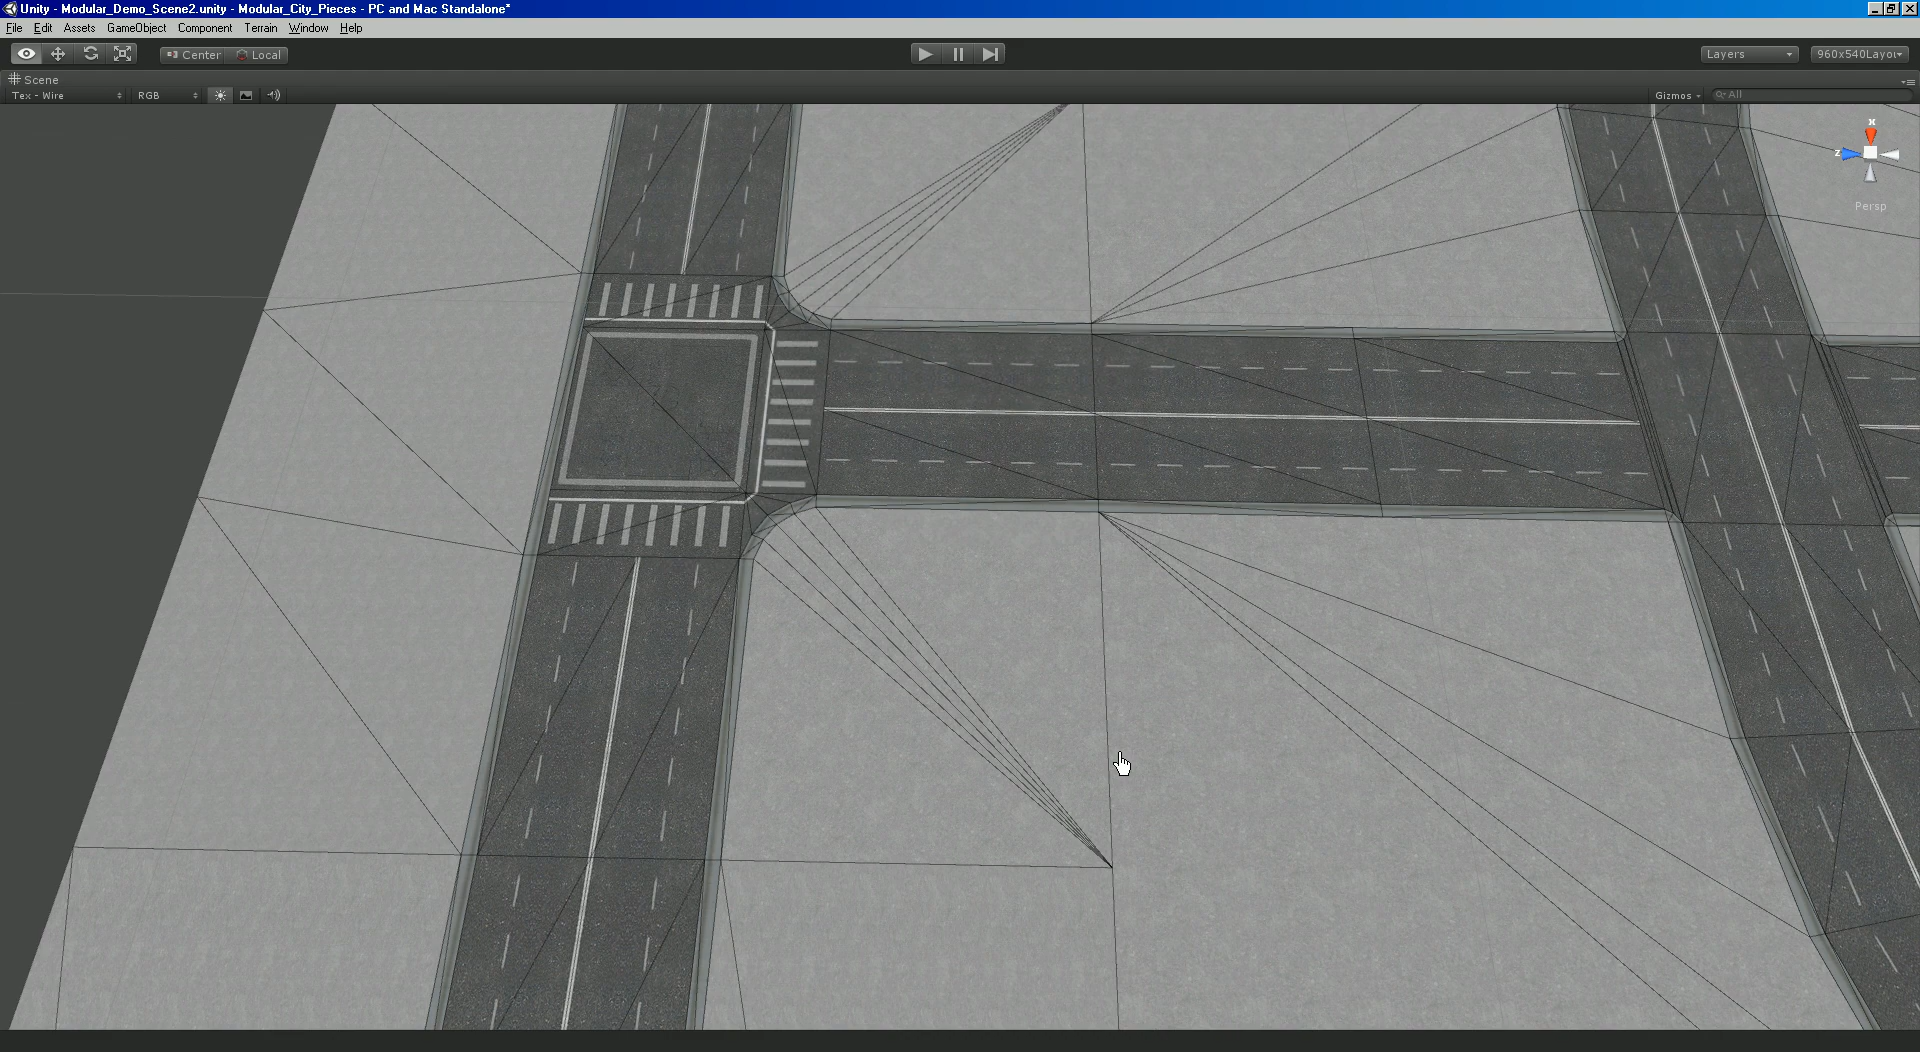 Unity - Modular_Demo_Scene2.unity - Modular_City_Pieces - PC and Mac Standalone*
File Edit Assets GameObject Component Terrain Window Help
Center Local Layers 960x540Layou
Scene
Tex - Wire RGB Gizmos All
x
z
Persp